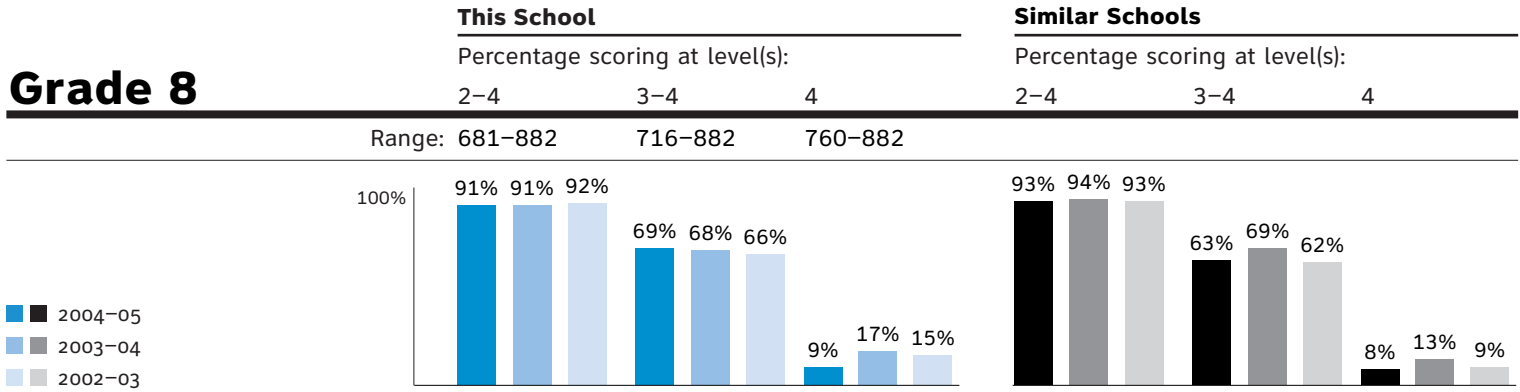 This School Similar Schools
Percentage scoring at level(s): Percentage scoring at level(s):
Grade 8 2–4 3–4 4 2–4 3–4 4
Range: 681–882 716–882 760–882
100% 91% 91% 92% 69% 68% 66% 9% 17% 15% 93% 94% 93% 63% 69% 62% 8% 13% 9%
2004–05
2003–04
2002–03